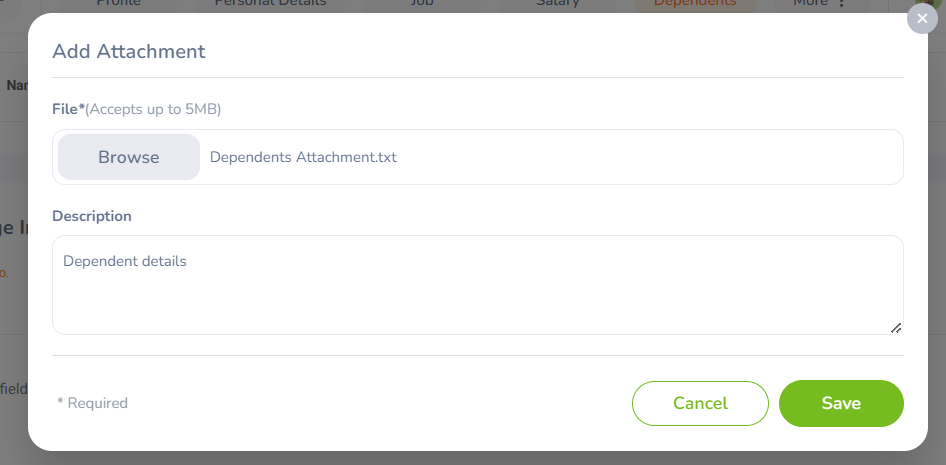 Profile Personal Details Job Salary Dependents More
Add Attachment
File*(Accepts up to 5MB)
Browse Dependents Attachment.txt
Description
Dependent details
* Required Cancel Save